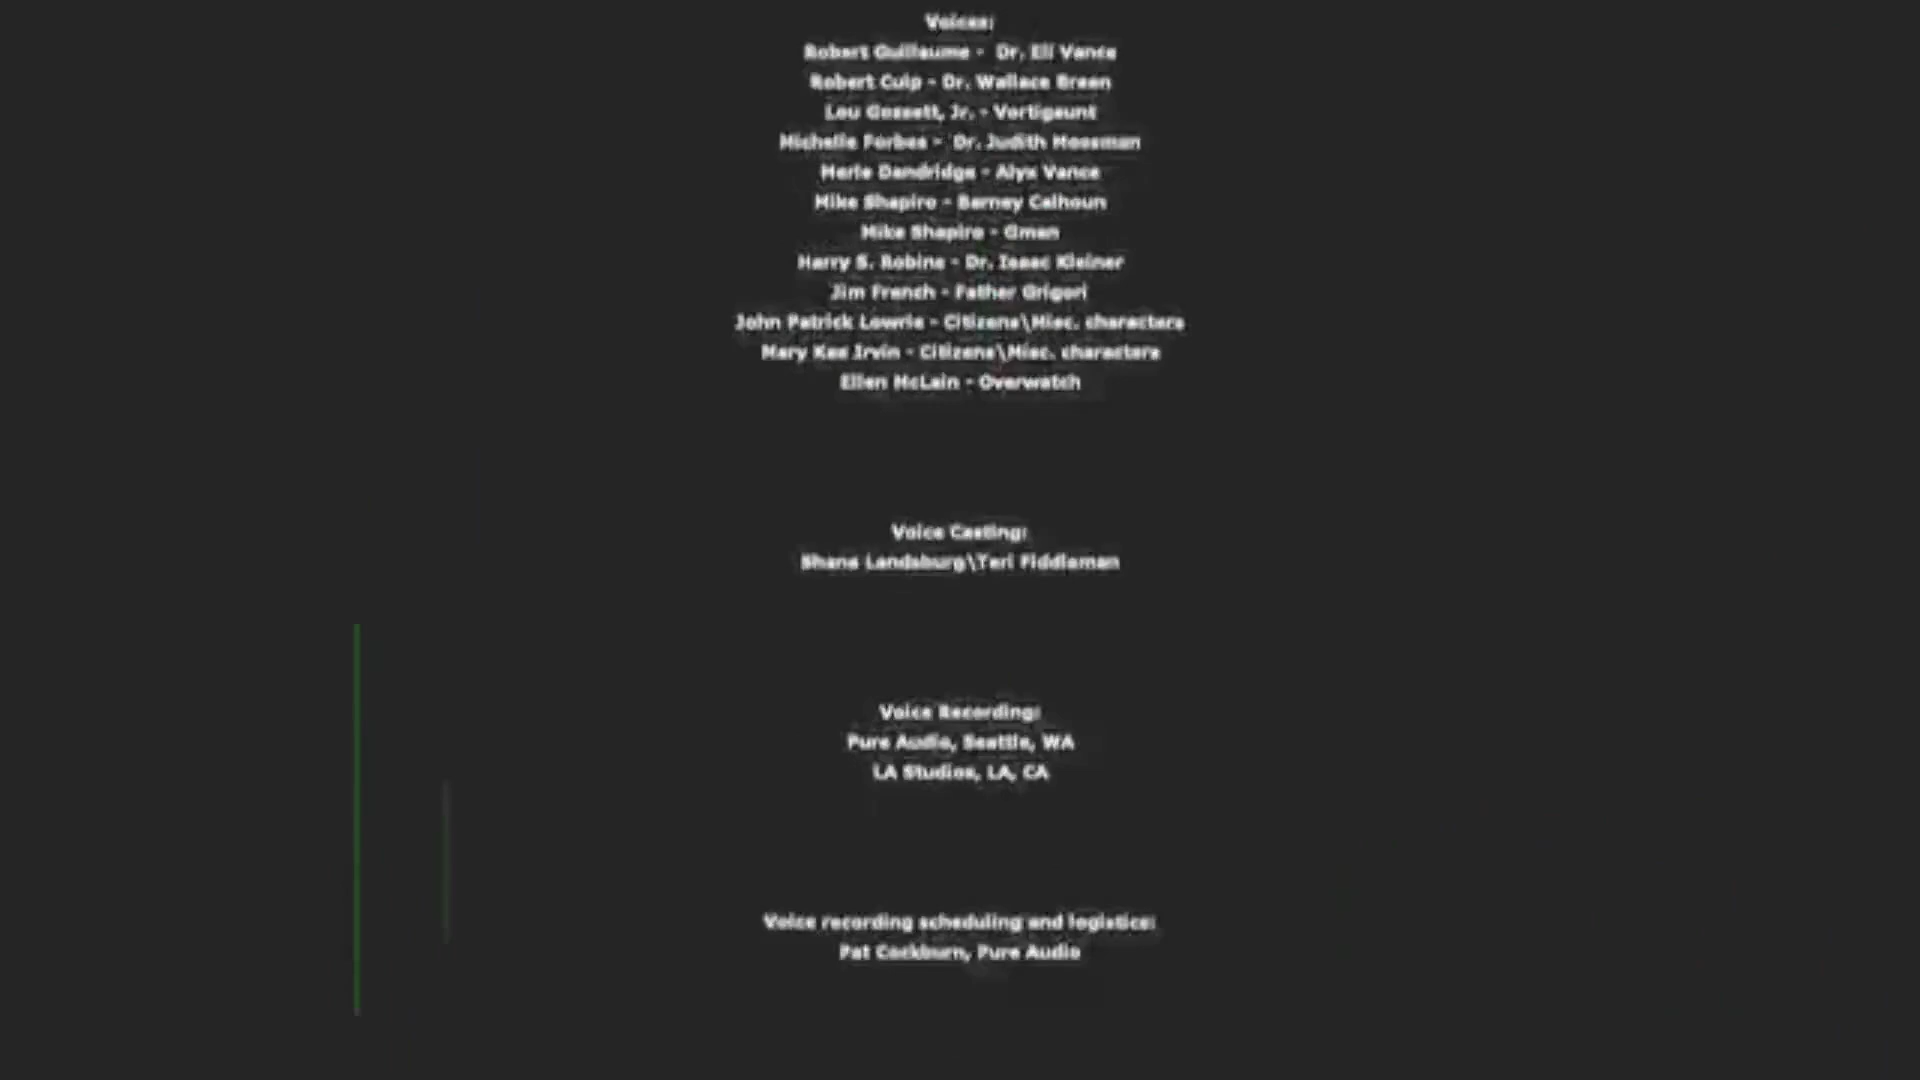 Voices:
Robert Guillaume -  Dr. Eli Vance
Robert Culp - Dr. Wallace Breen
Lou Gossett, Jr. - Vortigaunt
Michelle Forbes -  Dr. Judith Mossman
Merle Dandridge - Alyx Vance
Mike Shapiro - Barney Calhoun
Mike Shapiro - Gman
Harry S. Robins - Dr. Isaac Kleiner
Jim French - Father Grigori
John Patrick Lowrie - Citizens\Misc. characters
Mary Kae Irvin - Citizens\Misc. characters
Ellen McLain - Overwatch
Voice Casting:
Shana Landsburg\Teri Fiddleman
Voice Recording:
Pure Audio, Seattle, WA
LA Studios, LA, CA
Voice recording scheduling and logistics:
Pat Cockburn, Pure Audio